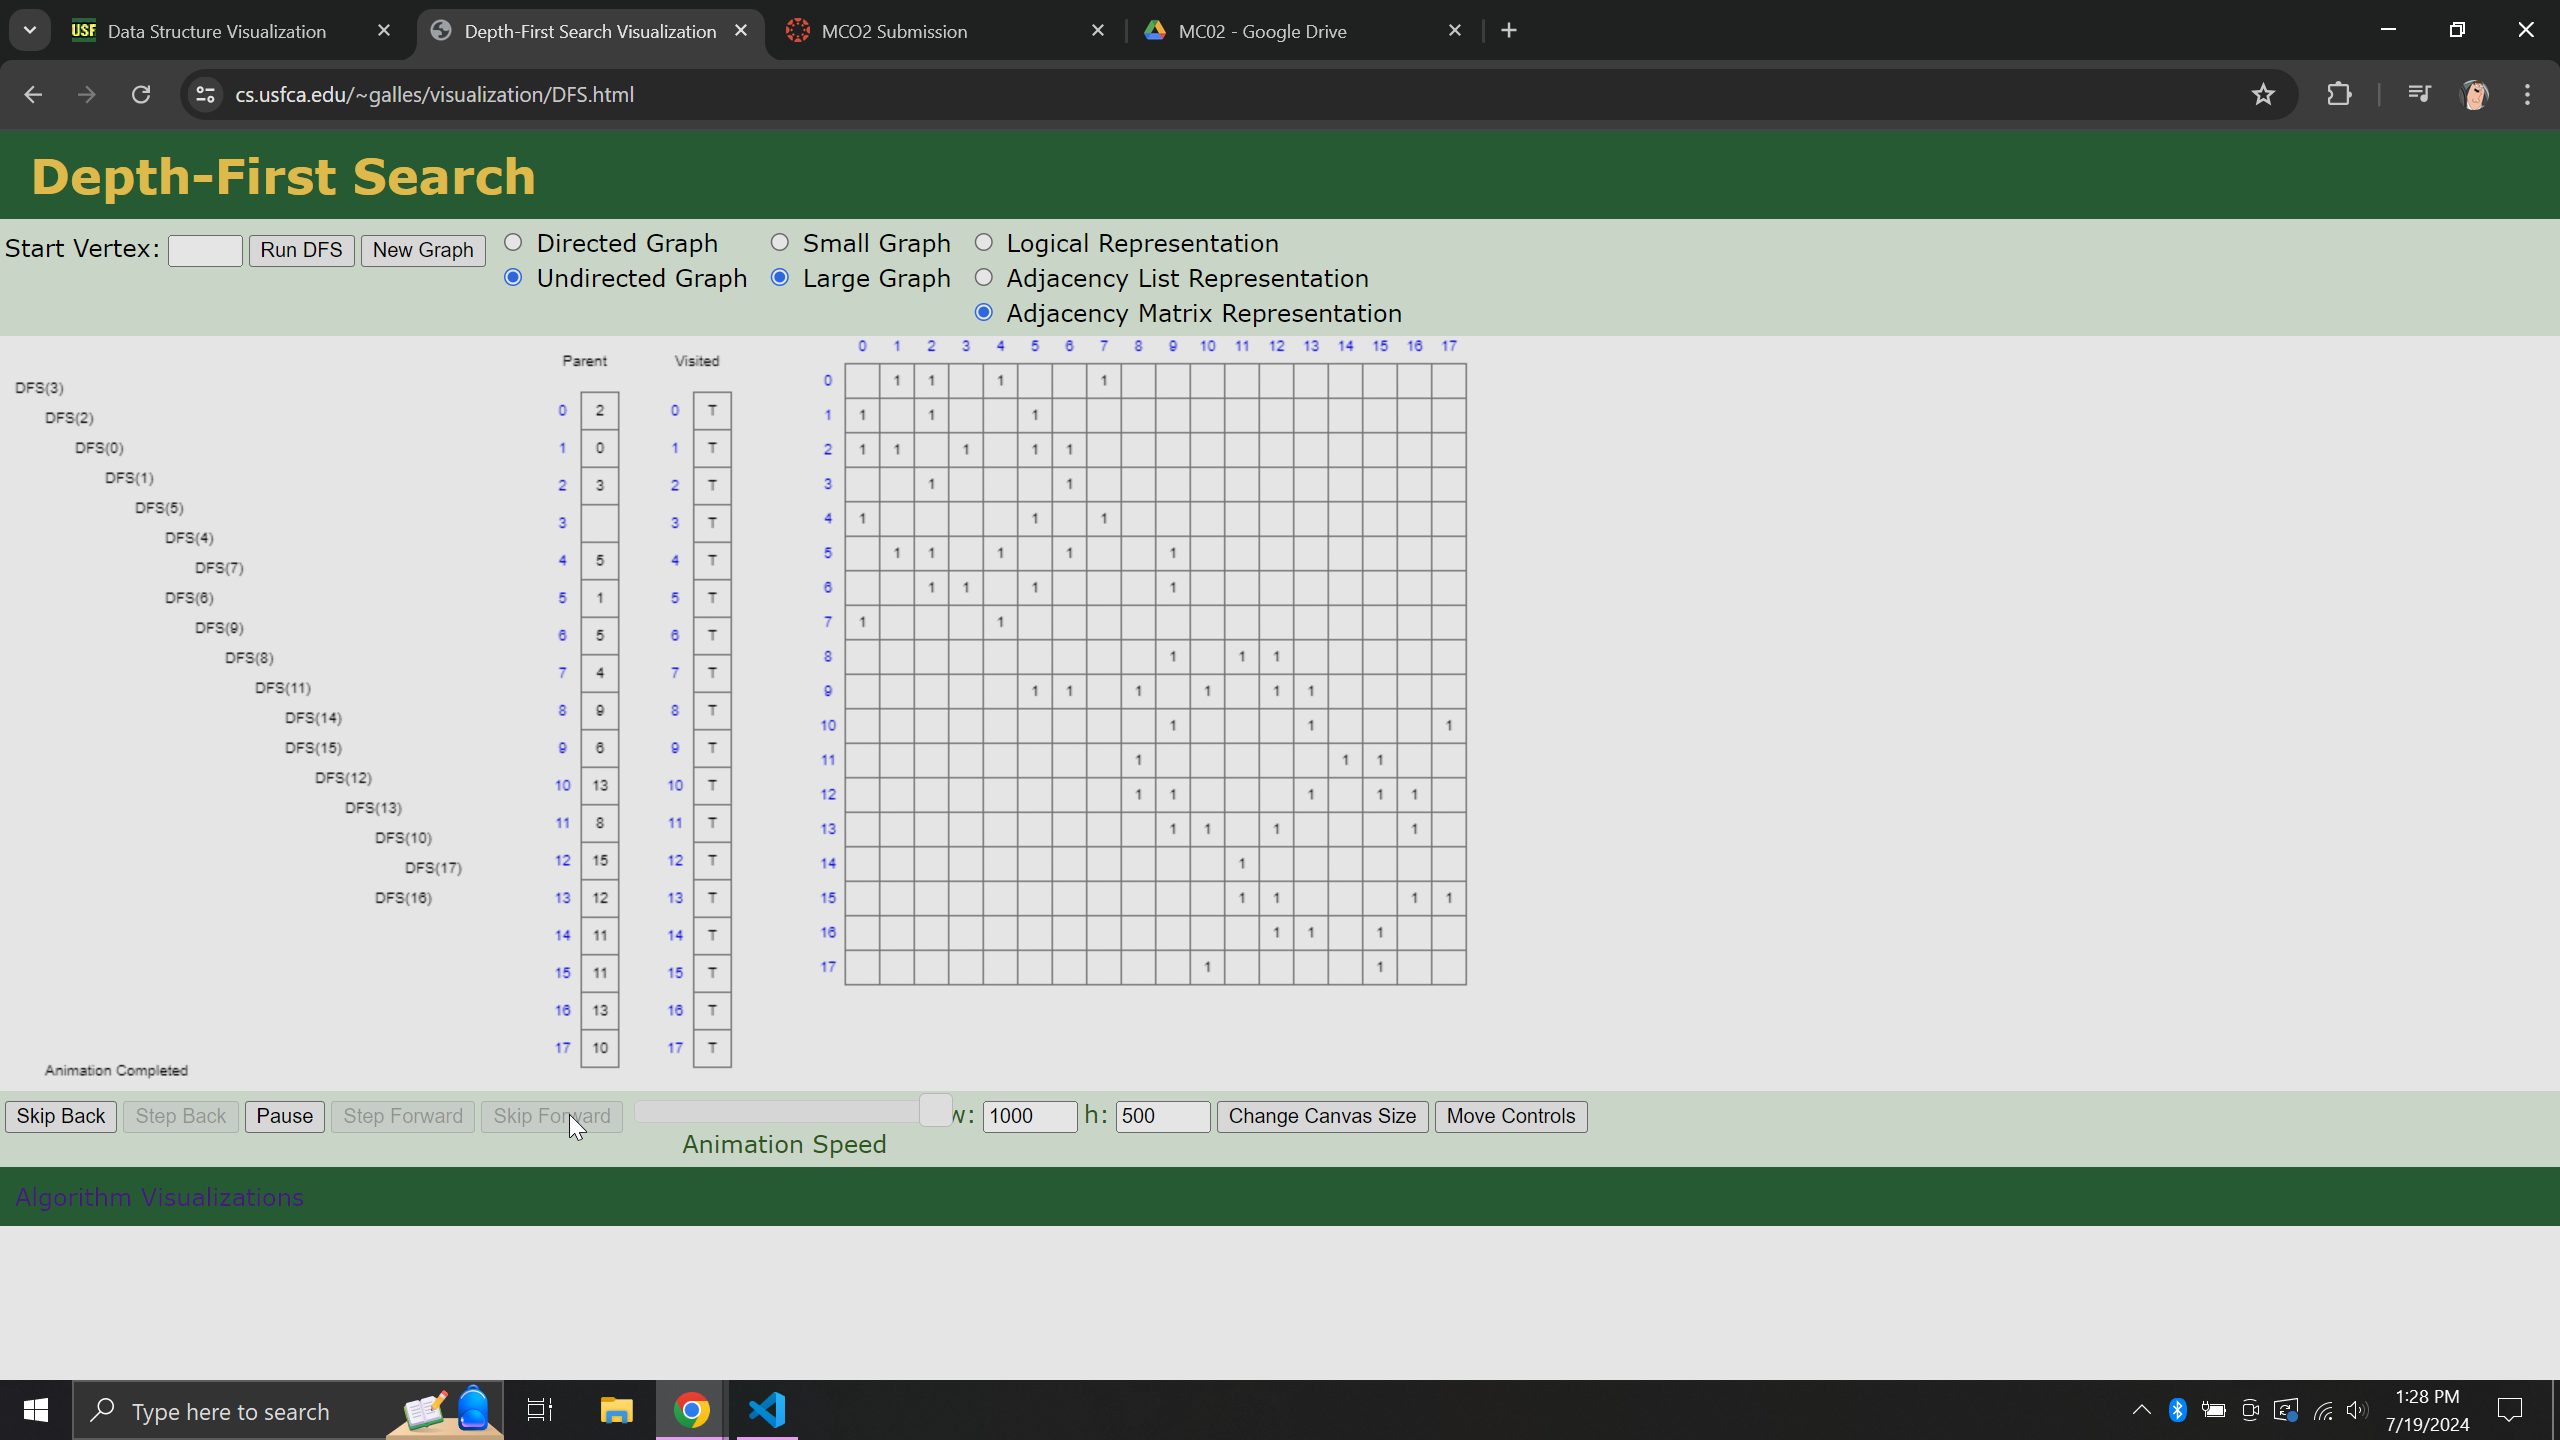 Data Structure Visualization
Depth-First Search Visualization
MCO2 Submission
MC02 - Google Drive
cs.usfca.edu/~galles/visualization/DFS.html
Depth-First Search
Start Vertex: Run DFS New Graph
Directed Graph
Undirected Graph
Small Graph
Large Graph
Logical Representation
Adjacency List Representation
Adjacency Matrix Representation
DFS(3)
DFS(2)
DFS(0)
DFS(1)
DFS(5)
DFS(4)
DFS(7)
DFS(6)
DFS(9)
DFS(8)
DFS(11)
DFS(14)
DFS(15)
DFS(12)
DFS(13)
DFS(10)
DFS(17)
DFS(16)
Animation Completed
Parent
0 2
1 0
2 3
3
4 5
5 1
6 5
7 4
8 9
9 6
10 13
11 8
12 15
13 12
14 11
15 11
16 13
17 10
Visited
0 T
1 T
2 T
3 T
4 T
5 T
6 T
7 T
8 T
9 T
10 T
11 T
12 T
13 T
14 T
15 T
16 T
17 T
0 1 2 3 4 5 6 7 8 9 10 11 12 13 14 15 16 17
0 1 1 1 1
1 1 1 1
2 1 1 1 1 1
3 1 1
4 1 1 1
5 1 1 1 1 1
6 1 1 1 1
7 1 1
8 1 1 1
9 1 1 1 1 1 1
10 1 1 1
11 1 1 1
12 1 1 1 1 1
13 1 1 1 1
14 1
15 1 1 1 1
16 1 1 1
17 1 1
Skip Back Step Back Pause Step Forward Skip Forward w: 1000 h: 500 Change Canvas Size Move Controls
Animation Speed
Algorithm Visualizations
Type here to search
1:28 PM
7/19/2024
USF